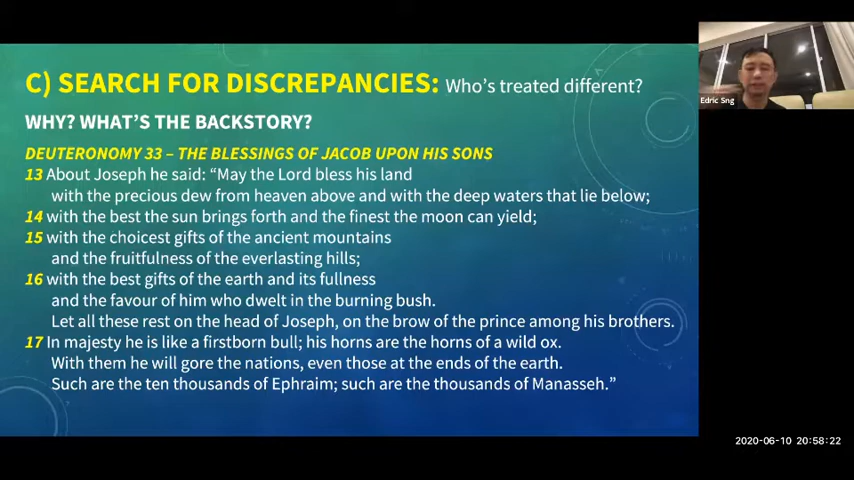 C) SEARCH FOR DISCREPANCIES: Who's treated different?
WHY? WHAT'S THE BACKSTORY?
DEUTERONOMY 33 – THE BLESSINGS OF JACOB UPON HIS SONS
13 About Joseph he said: "May the Lord bless his land
with the precious dew from heaven above and with the deep waters that lie below;
14 with the best the sun brings forth and the finest the moon can yield;
15 with the choicest gifts of the ancient mountains
and the fruitfulness of the everlasting hills;
16 with the best gifts of the earth and its fullness
and the favour of him who dwelt in the burning bush.
Let all these rest on the head of Joseph, on the brow of the prince among his brothers.
17 In majesty he is like a firstborn bull; his horns are the horns of a wild ox.
With them he will gore the nations, even those at the ends of the earth.
Such are the ten thousands of Ephraim; such are the thousands of Manasseh."
Edric Sng
2020-06-10 20:58:22